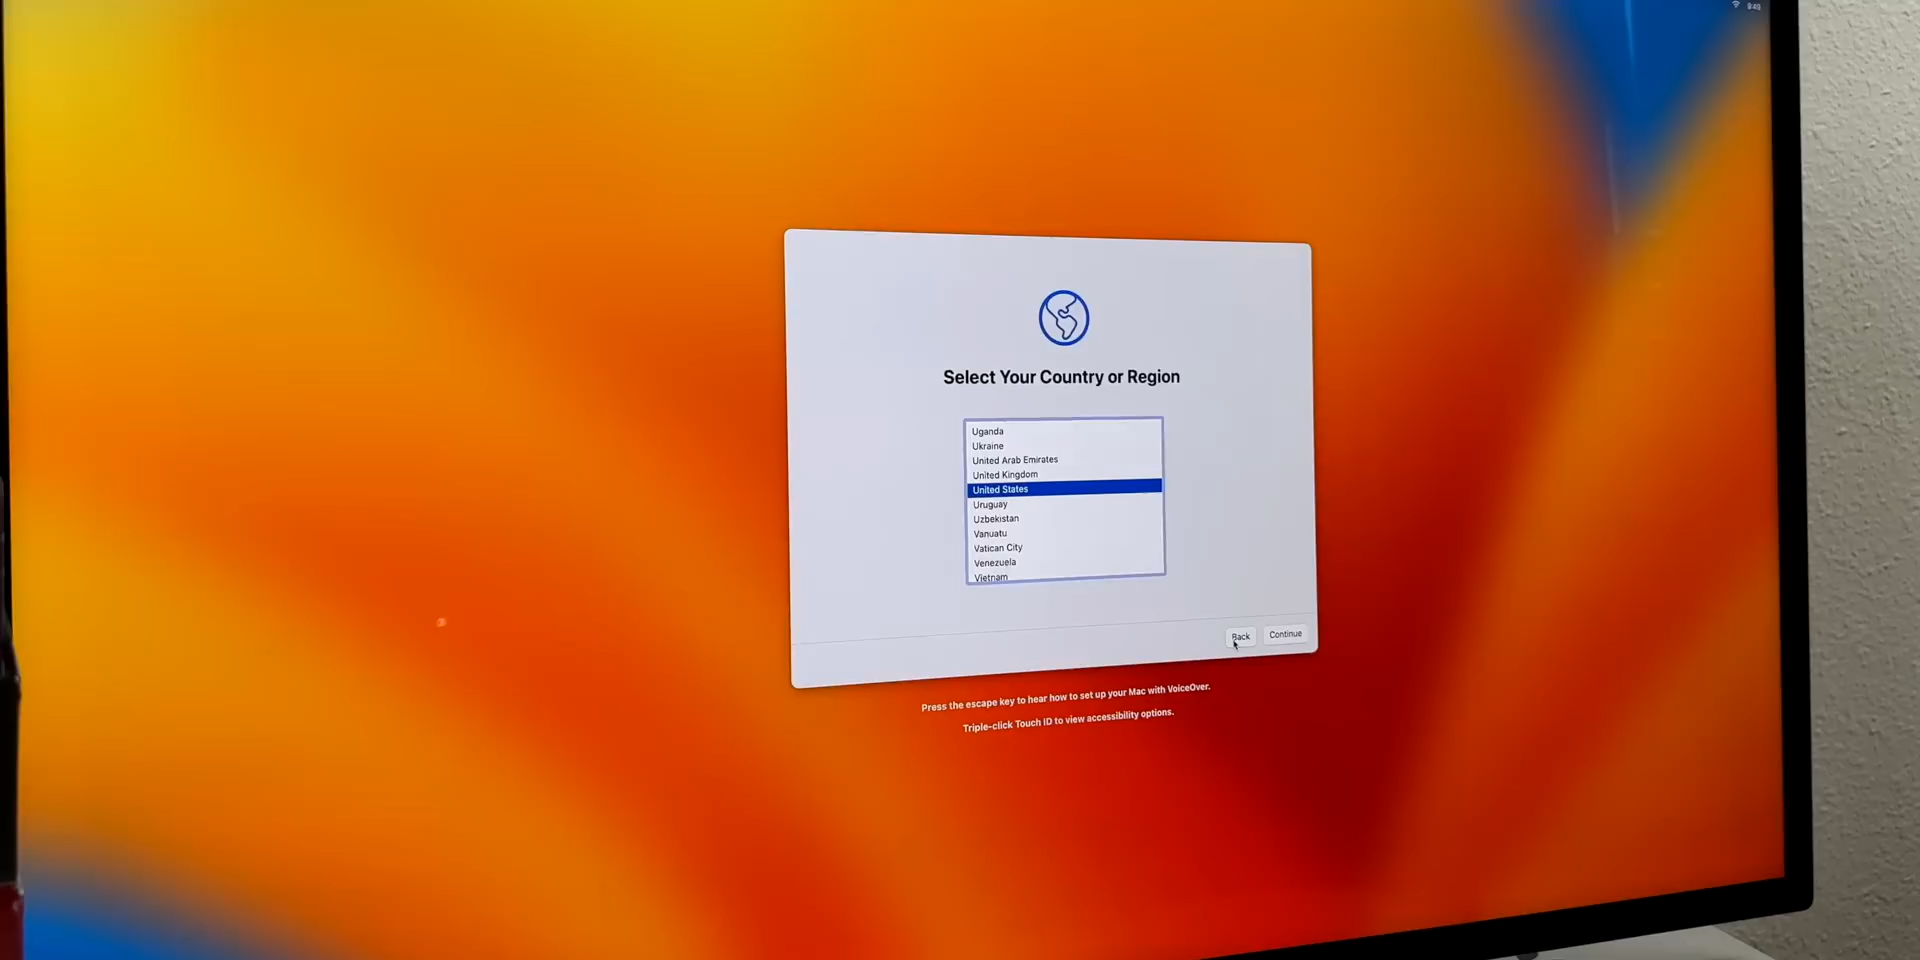 8:49
Select Your Country or Region
Uganda
Ukraine
United Arab Emirates
United Kingdom
United States
Uruguay
Uzbekistan
Vanuatu
Vatican City
Venezuela
Vietnam
Back
Continue
Press the escape key to hear how to set up your Mac with VoiceOver.
Triple-click Touch ID to view accessibility options.